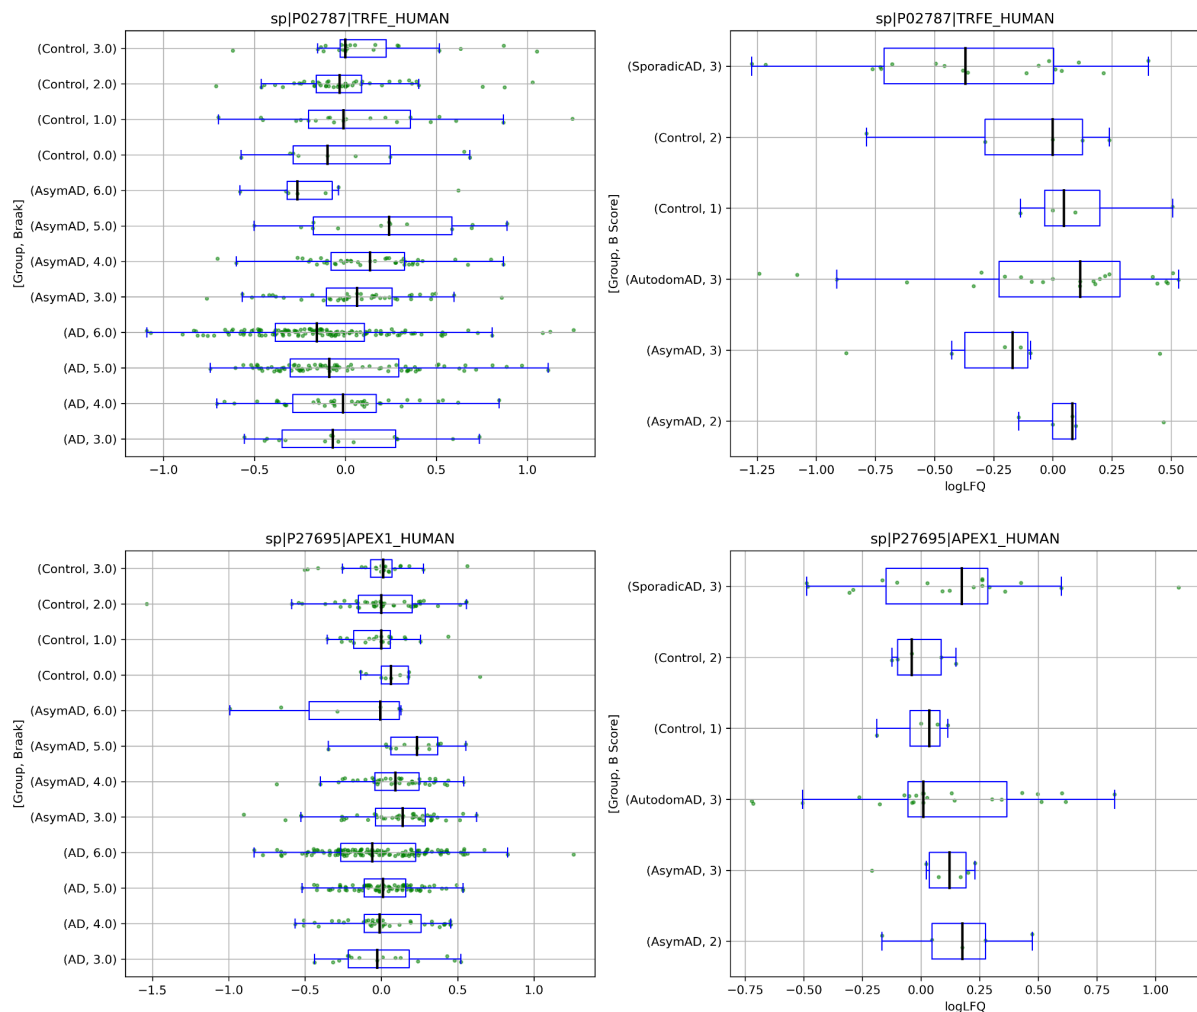 sp|P02787|TRFE_HUMAN
[Group, Braak]
(Control, 3.0)
(Control, 2.0)
(Control, 1.0)
(Control, 0.0)
(AsymAD, 6.0)
(AsymAD, 5.0)
(AsymAD, 4.0)
(AsymAD, 3.0)
(AD, 6.0)
(AD, 5.0)
(AD, 4.0)
(AD, 3.0)
−1.0 −0.5 0.0 0.5 1.0
sp|P02787|TRFE_HUMAN
[Group, B Score]
(SporadicAD, 3)
(Control, 2)
(Control, 1)
(AutodomAD, 3)
(AsymAD, 3)
(AsymAD, 2)
−1.25 −1.00 −0.75 −0.50 −0.25 0.00 0.25 0.50
logLFQ
sp|P27695|APEX1_HUMAN
[Group, Braak]
(Control, 3.0)
(Control, 2.0)
(Control, 1.0)
(Control, 0.0)
(AsymAD, 6.0)
(AsymAD, 5.0)
(AsymAD, 4.0)
(AsymAD, 3.0)
(AD, 6.0)
(AD, 5.0)
(AD, 4.0)
(AD, 3.0)
−1.5 −1.0 −0.5 0.0 0.5 1.0
sp|P27695|APEX1_HUMAN
[Group, B Score]
(SporadicAD, 3)
(Control, 2)
(Control, 1)
(AutodomAD, 3)
(AsymAD, 3)
(AsymAD, 2)
−0.75 −0.50 −0.25 0.00 0.25 0.50 0.75 1.00
logLFQ